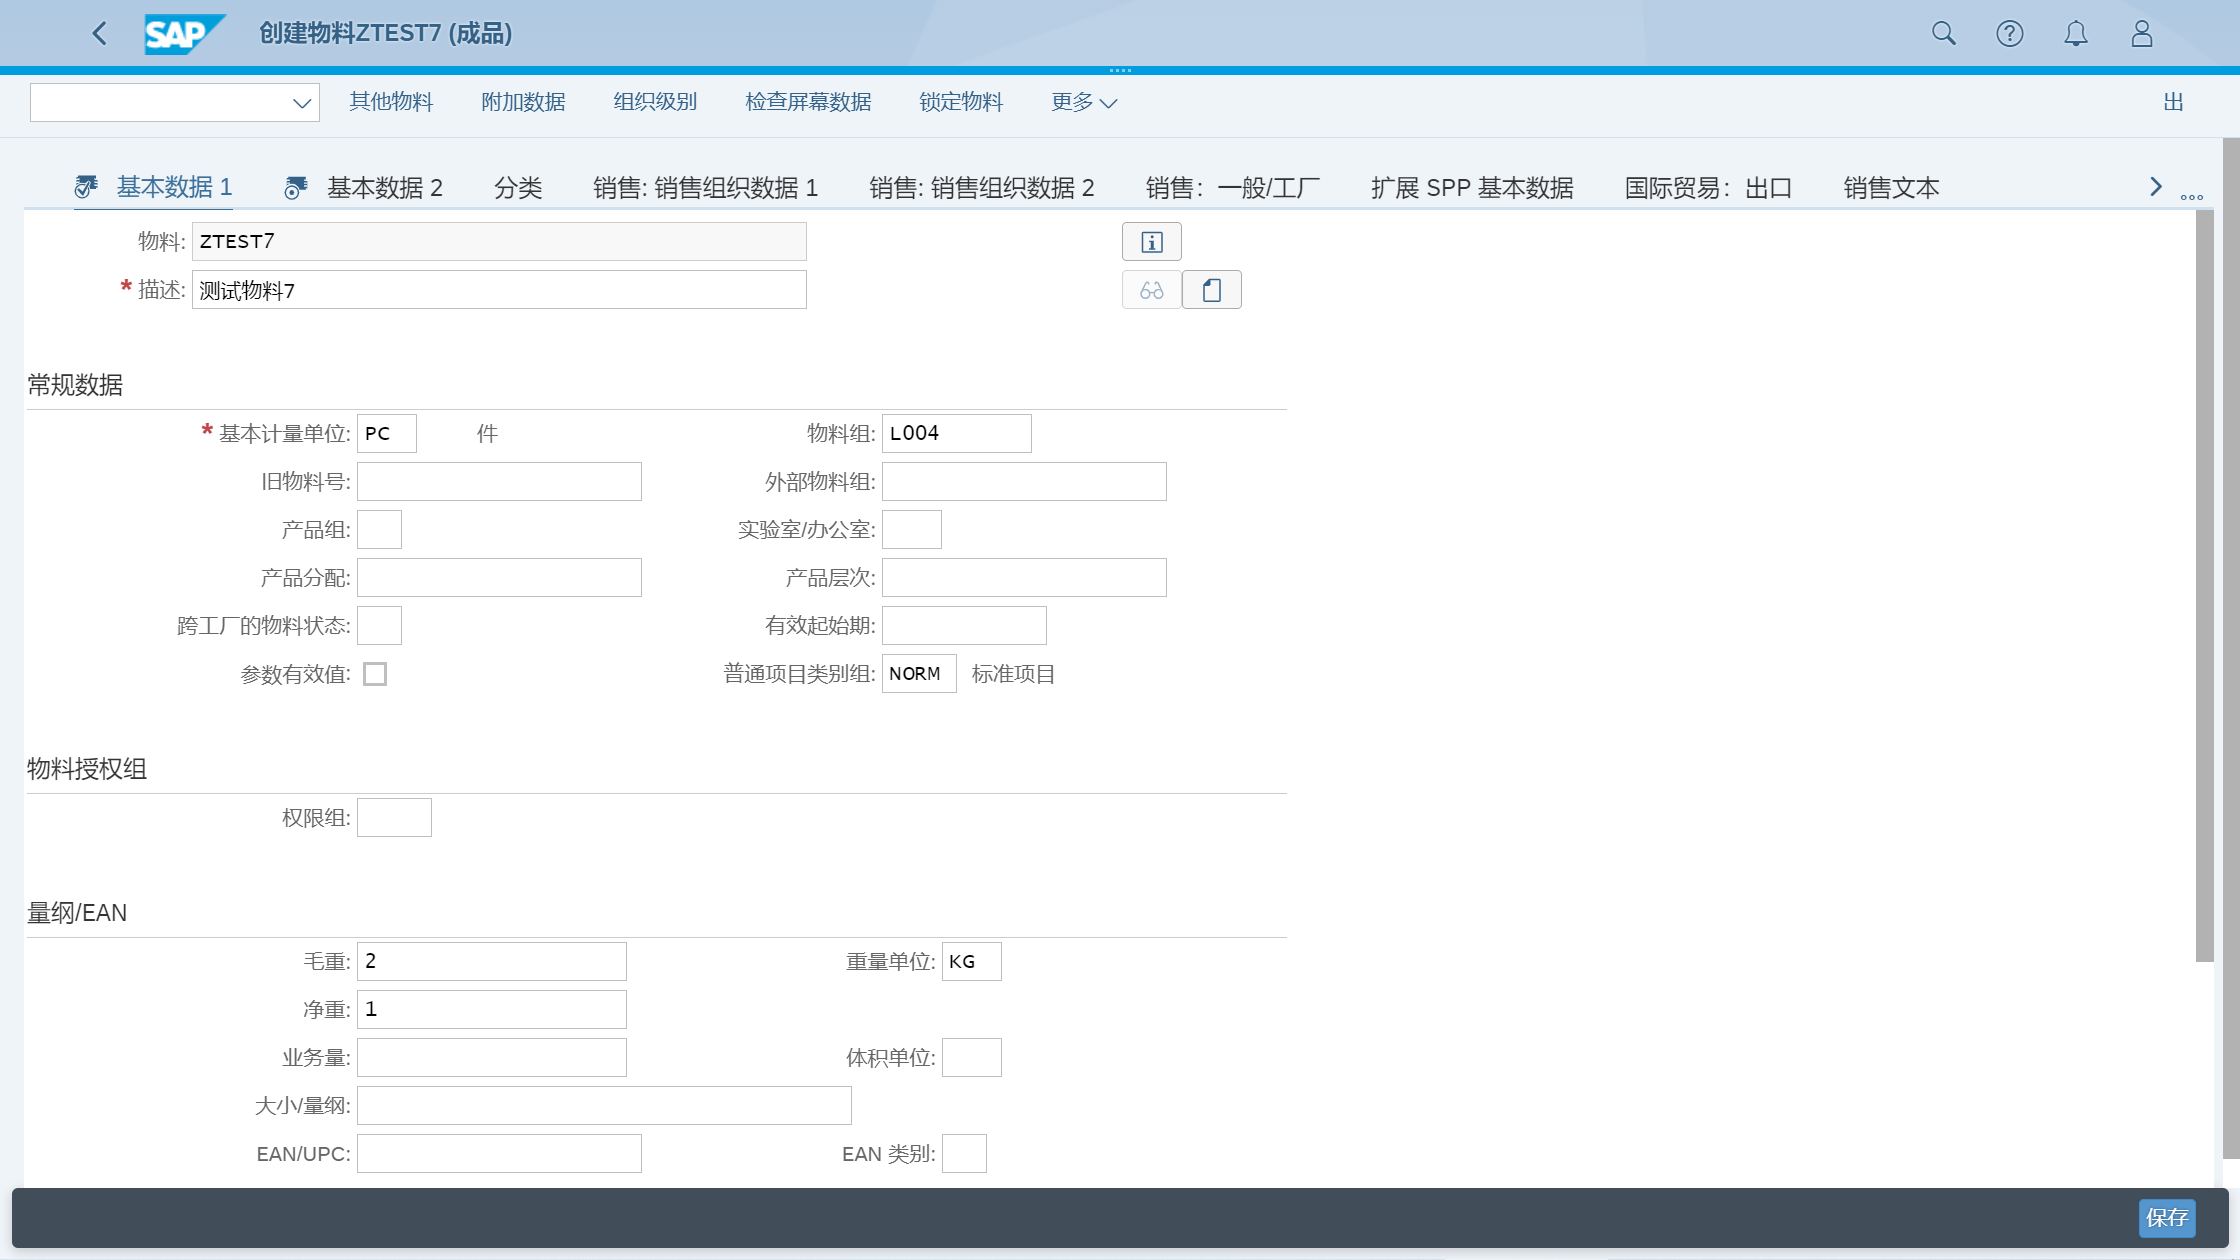 SAP 创建物料ZTEST7 (成品)
其他物料 附加数据 组织级别 检查屏幕数据 锁定物料 更多 出
基本数据 1 基本数据 2 分类 销售: 销售组织数据 1 销售: 销售组织数据 2 销售：一般/工厂 扩展 SPP 基本数据 国际贸易：出口 销售文本
物料: ZTEST7
* 描述: 测试物料7
常规数据
* 基本计量单位: PC 件 物料组: L004
旧物料号: 外部物料组:
产品组: 实验室/办公室:
产品分配: 产品层次:
跨工厂的物料状态: 有效起始期:
参数有效值: 普通项目类别组: NORM 标准项目
物料授权组
权限组:
量纲/EAN
毛重: 2 重量单位: KG
净重: 1
业务量: 体积单位:
大小/量纲:
EAN/UPC: EAN 类别:
保存